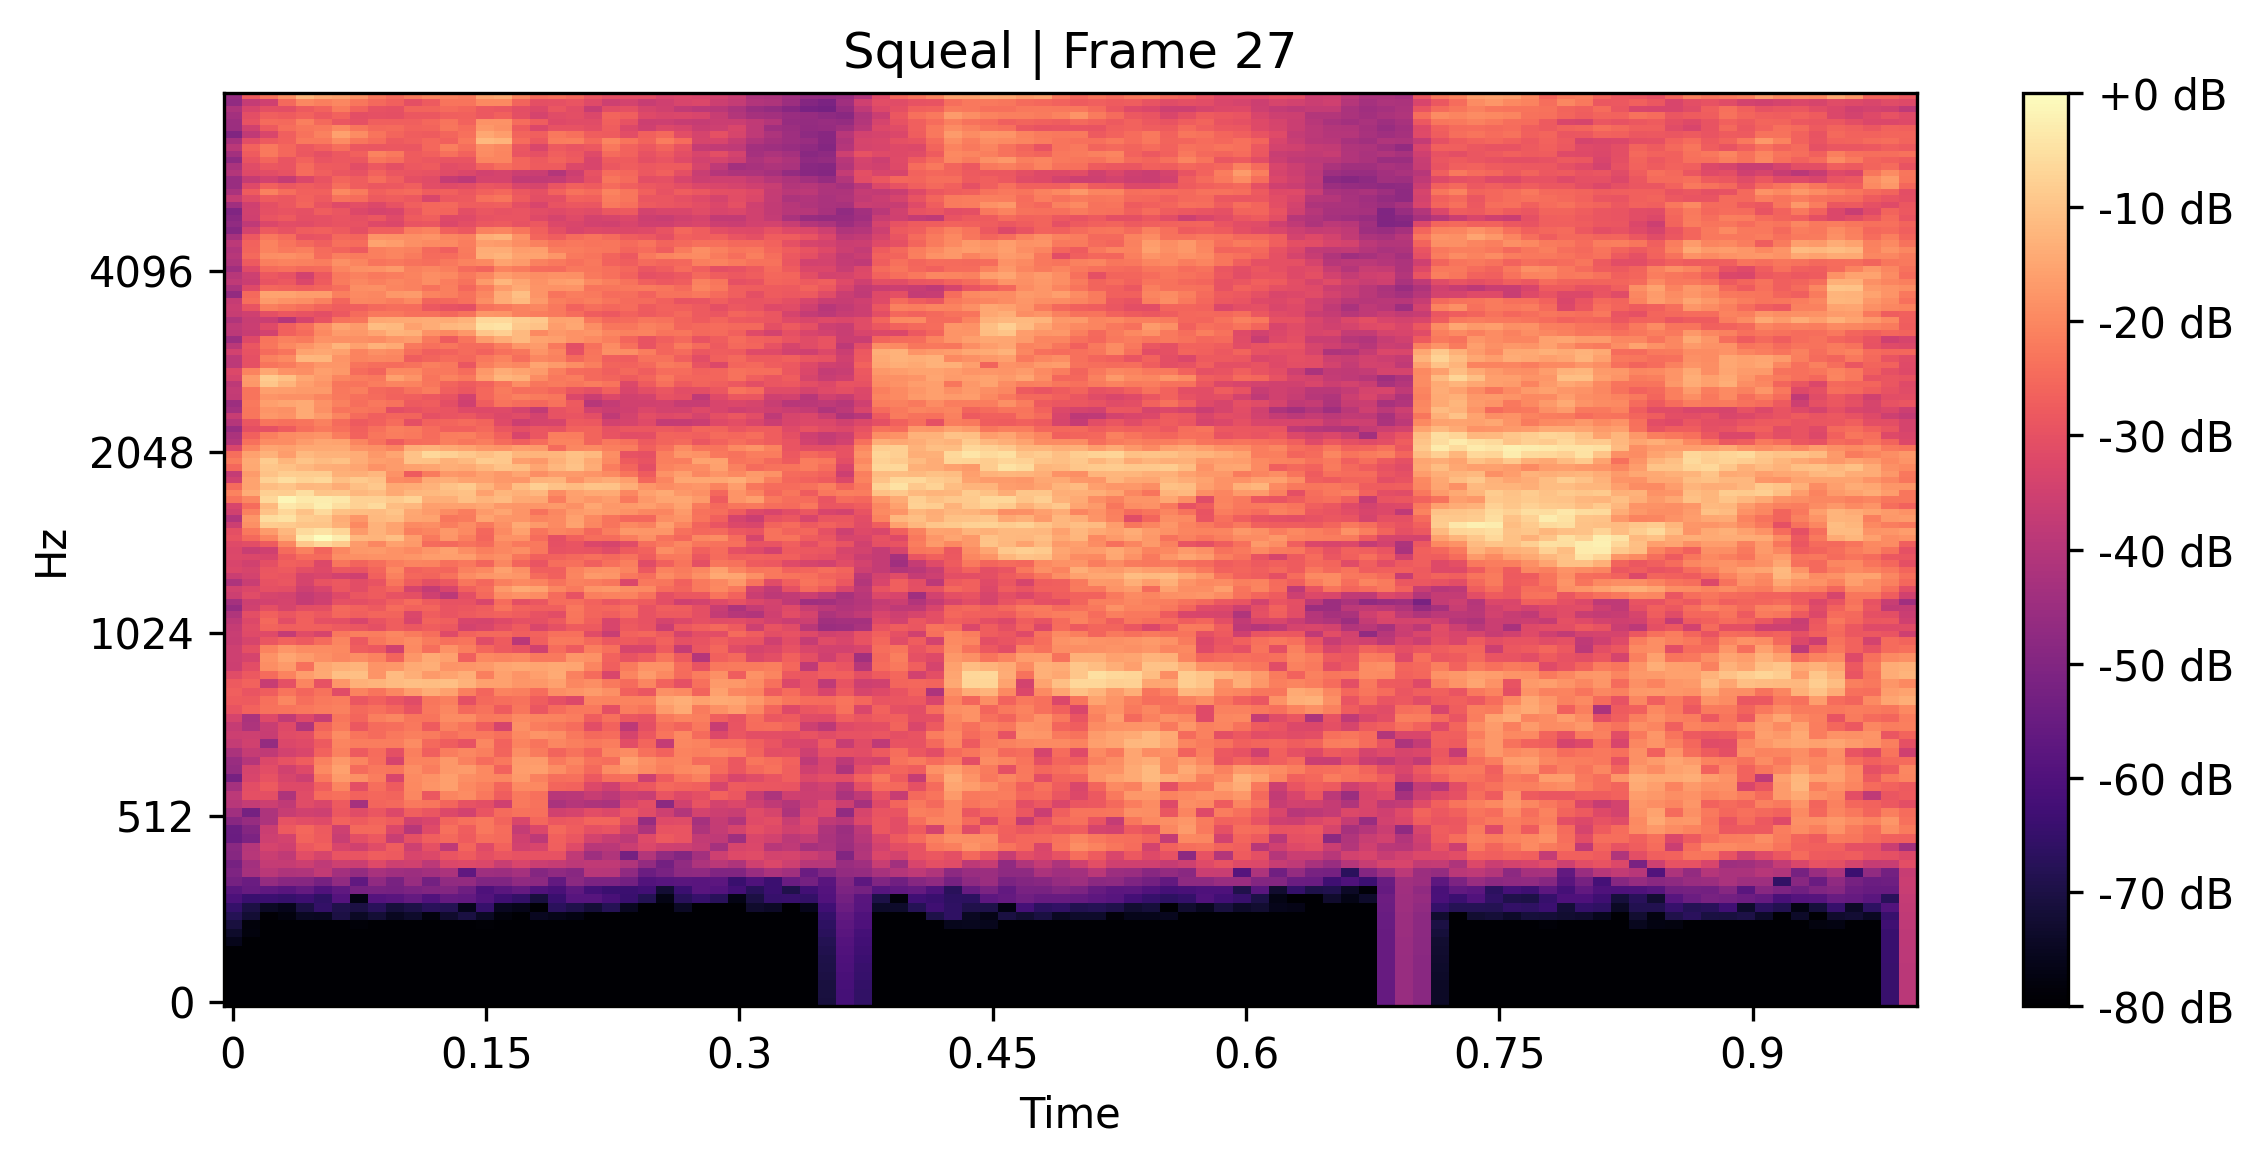 Squeal | Frame 27
+0 dB
-10 dB
-20 dB
-30 dB
-40 dB
-50 dB
-60 dB
-70 dB
-80 dB
Hz
4096
2048
1024
512
0
0 0.15 0.3 0.45 0.6 0.75 0.9
Time